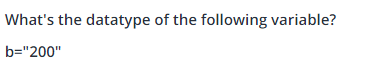 What's the datatype of the following variable?
b="200"